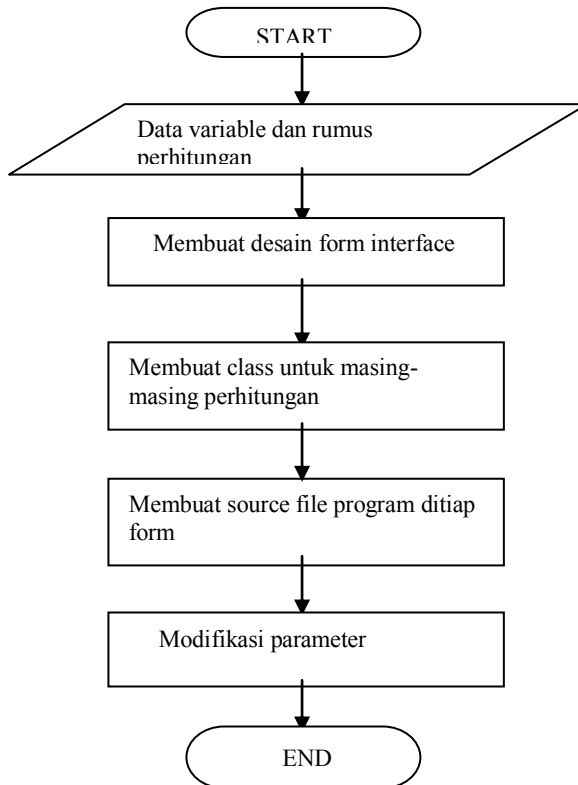 START
Data variable dan rumus
perhitungan
Membuat desain form interface
Membuat class untuk masing-
masing perhitungan
Membuat source file program ditiap
form
Modifikasi parameter
END